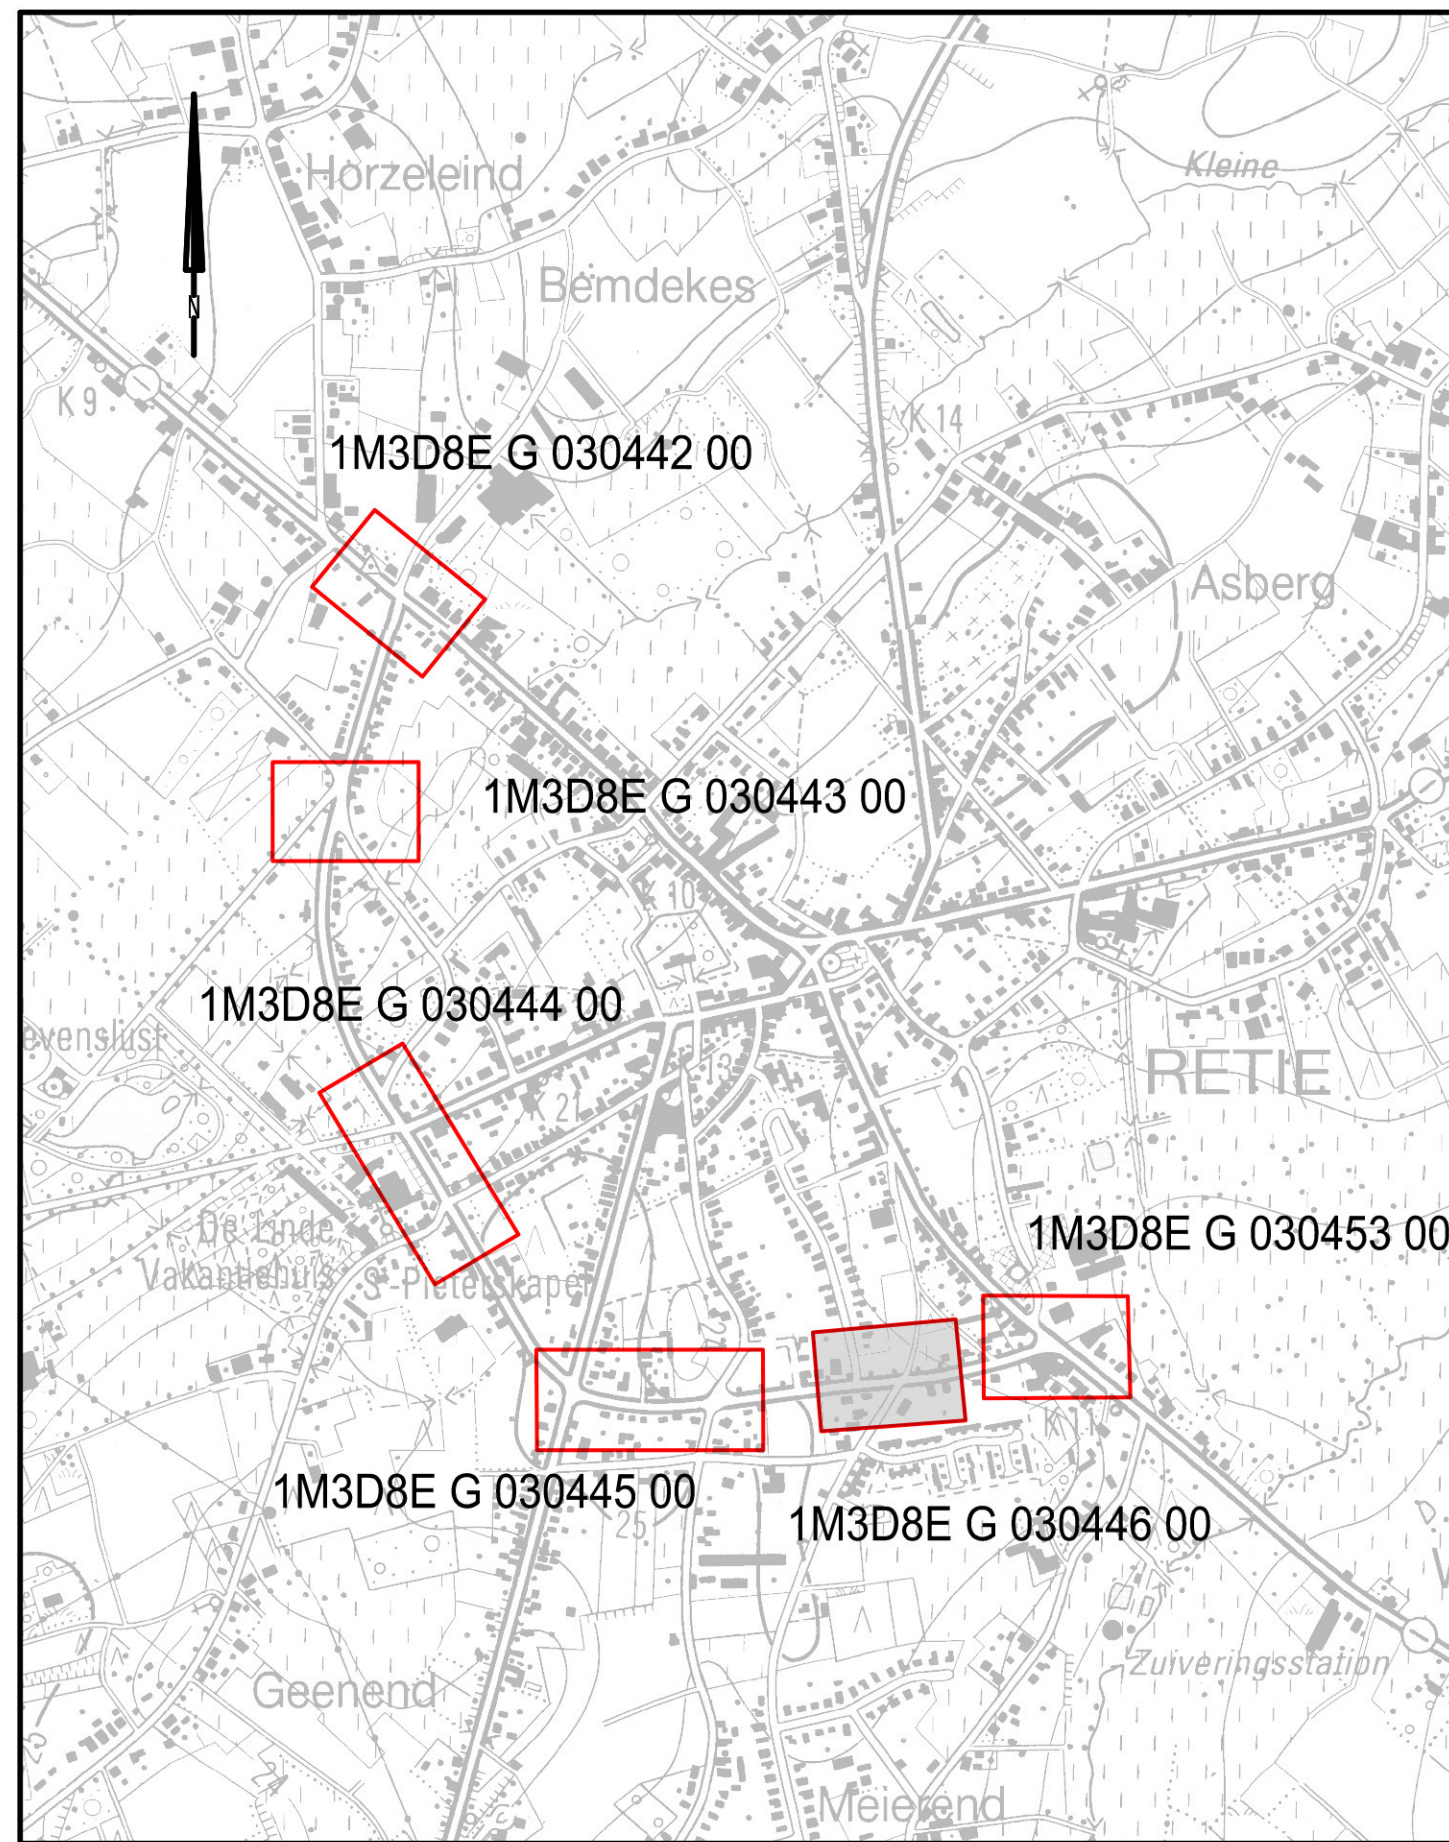 Horzeleind
Kleine
Bemdekes
N
K 9
K 14
1M3D8E G 030442 00
Asberg
1M3D8E G 030443 00
K 10
1M3D8E G 030444 00
evenslust
RETIE
K 13
K 21
De Linde
Vakantiehuis
St-Pieterskapel
1M3D8E G 030453 00
K 11
1M3D8E G 030445 00
25
1M3D8E G 030446 00
Zuiveringsstation
Geenend
25
24
Meierend